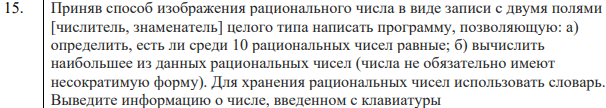 15. Приняв способ изображения рационального числа в виде записи с двумя полями
[числитель, знаменатель] целого типа написать программу, позволяющую: а)
определить, есть ли среди 10 рациональных чисел равные; б) вычислить
наибольшее из данных рациональных чисел (числа не обязательно имеют
несократимую форму). Для хранения рациональных чисел использовать словарь.
Выведите информацию о числе, введенном с клавиатуры